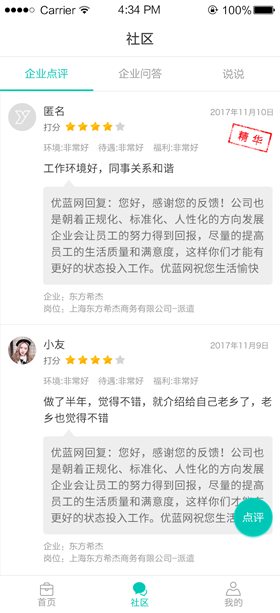 Carrier 4:34 PM 100%
社区
企业点评 企业问答 说说
匿名 2017年11月10日
打分
精华
环境:非常好 待遇:非常好 福利:非常好
工作环境好，同事关系和谐
优蓝网回复：您好，感谢您的反馈！公司也
是朝着正规化、标准化、人性化的方向发展
企业会让员工的努力得到回报，尽量的提高
员工的生活质量和满意度，这样你们才能有
更好的状态投入工作。优蓝网祝您生活愉快
企业：东方希杰
岗位：上海东方希杰商务有限公司-派遣
小友 2017年11月9日
打分
环境:非常好 待遇:非常好 福利:非常好
做了半年，觉得不错，就介绍给自己老乡了，老
乡也觉得不错
优蓝网回复：您好，感谢您的反馈！公司也
是朝着正规化、标准化、人性化的方向发展
企业会让员工的努力得到回报，尽量的提高
员工的生活质量和满意度，这样你们才能
更好的状态投入工作。优蓝网祝您生活
点评
企业：东方希杰
岗位：上海东方希杰商务有限公司-派遣
首页 社区 我的